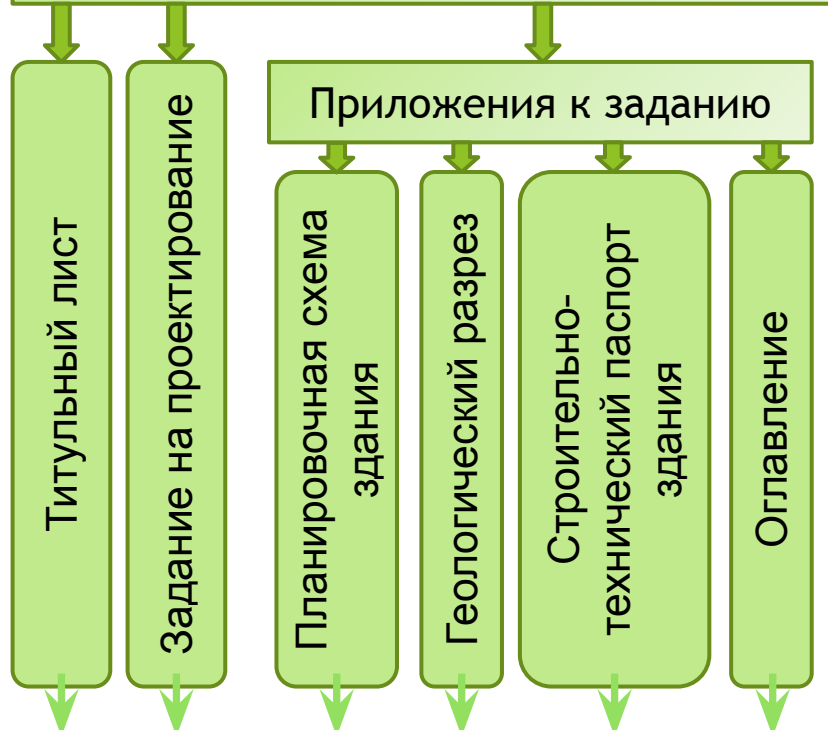 Приложения к заданию
Титульный лист
Задание на проектирование
Планировочная схема
здания
Геологический разрез
Строительно-
технический паспорт
здания
Оглавление